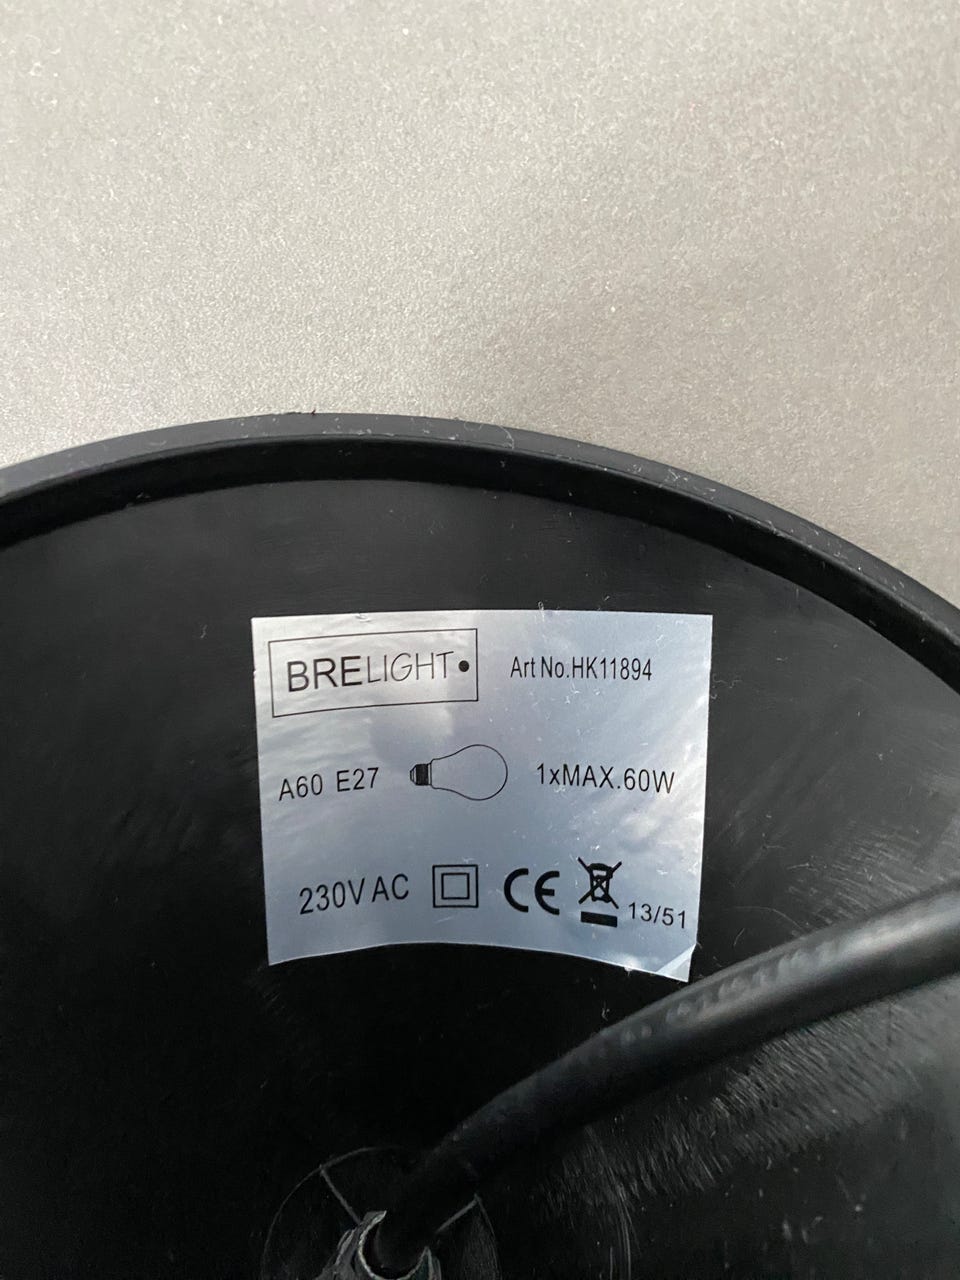 BRELIGHT• Art No.HK11894
A60 E27 1xMAX.60W
230V AC CE 13/51